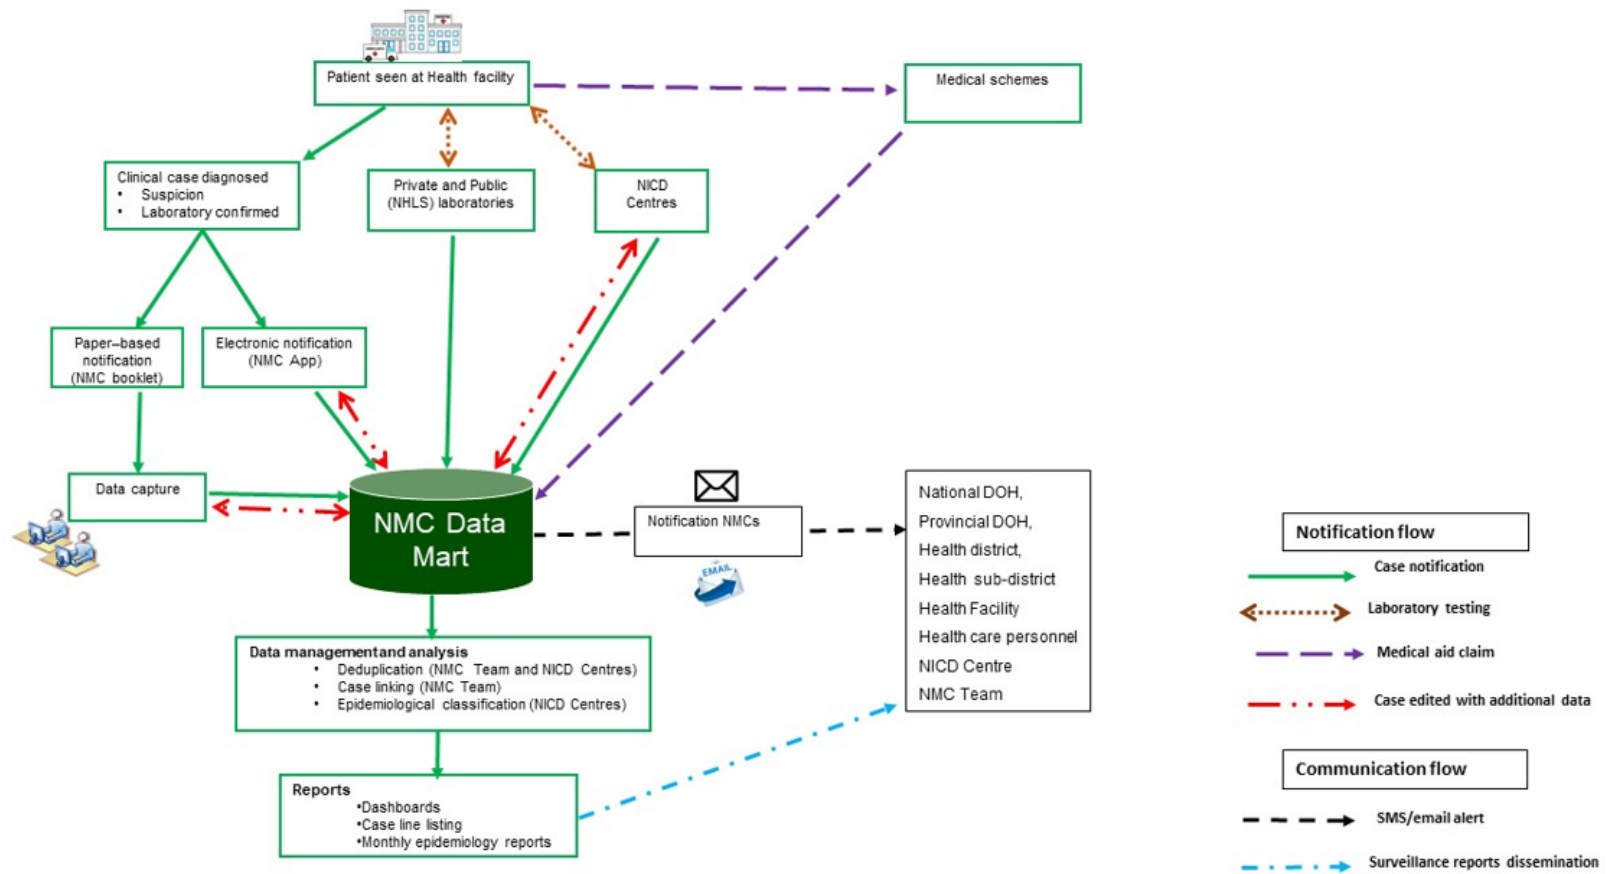 Patient seen at Health facility
Medical schemes
Clinical case diagnosed
• Suspicion
• Laboratory confirmed
Private and Public
(NHLS) laboratories
NICD
Centres
Paper–based
notification
(NMC booklet)
Electronic notification
(NMC App)
Data capture
NMC Data
Mart
Notification NMCs
EMAIL
National DOH,
Provincial DOH,
Health district,
Health sub-district
Health Facility
Health care personnel
NICD Centre
NMC Team
Data management and analysis
• Deduplication (NMC Team and NICD Centres)
• Case linking (NMC Team)
• Epidemiological classification (NICD Centres)
Reports
•Dashboards
•Case line listing
•Monthly epidemiology reports
Notification flow
Case notification
Laboratory testing
Medical aid claim
Case edited with additional data
Communication flow
SMS/email alert
Surveillance reports dissemination